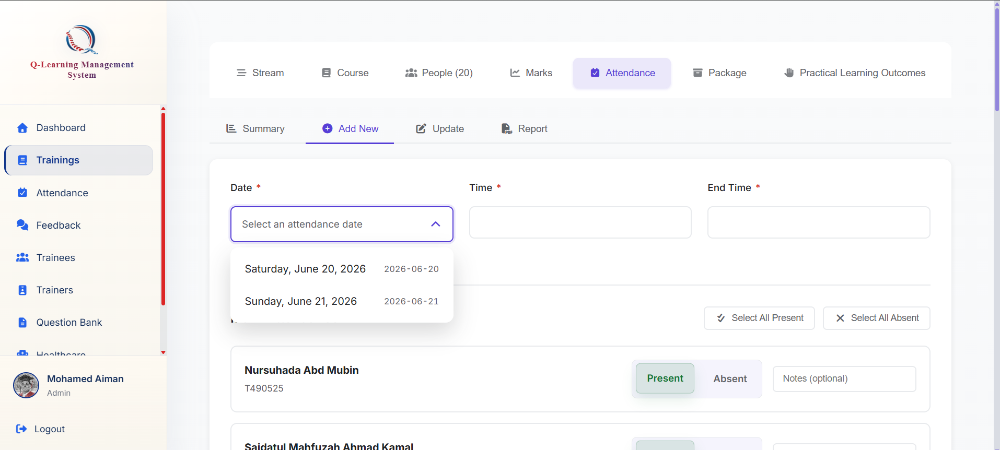 Q-Learning Management
System
Dashboard
Trainings
Attendance
Feedback
Trainees
Trainers
Question Bank
Healthcare
Mohamed Aiman
Admin
Logout
Stream
Course
People (20)
Marks
Attendance
Package
Practical Learning Outcomes
Summary
Add New
Update
PDF
Report
Date *
Time *
End Time *
Select an attendance date
Saturday, June 20, 2026 2026-06-20
Sunday, June 21, 2026 2026-06-21
Select All Present
Select All Absent
Nursuhada Abd Mubin
T490525
Present
Absent
Notes (optional)
Saidatul Mahfuzah Ahmad Kamal